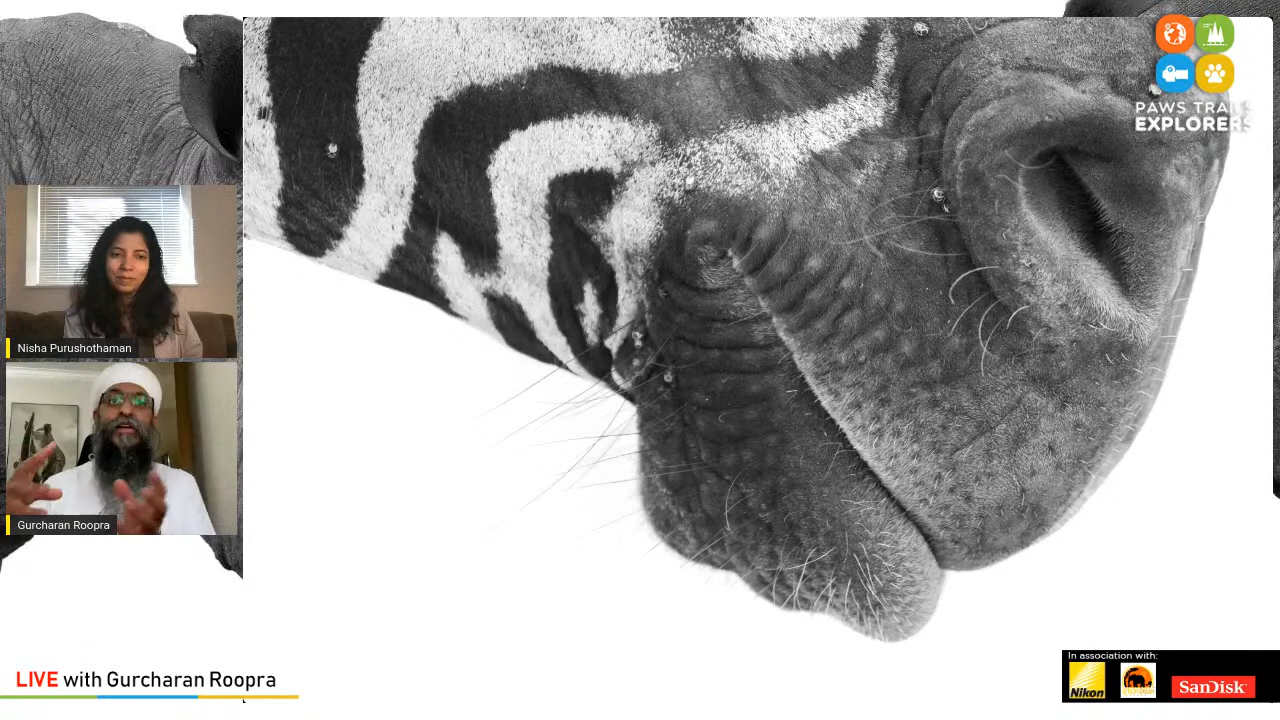 PAWS TRAILS
EXPLORERS
Nisha Purushothaman
Gurcharan Roopra
LIVE with Gurcharan Roopra
In association with:
Nikon
SanDisk